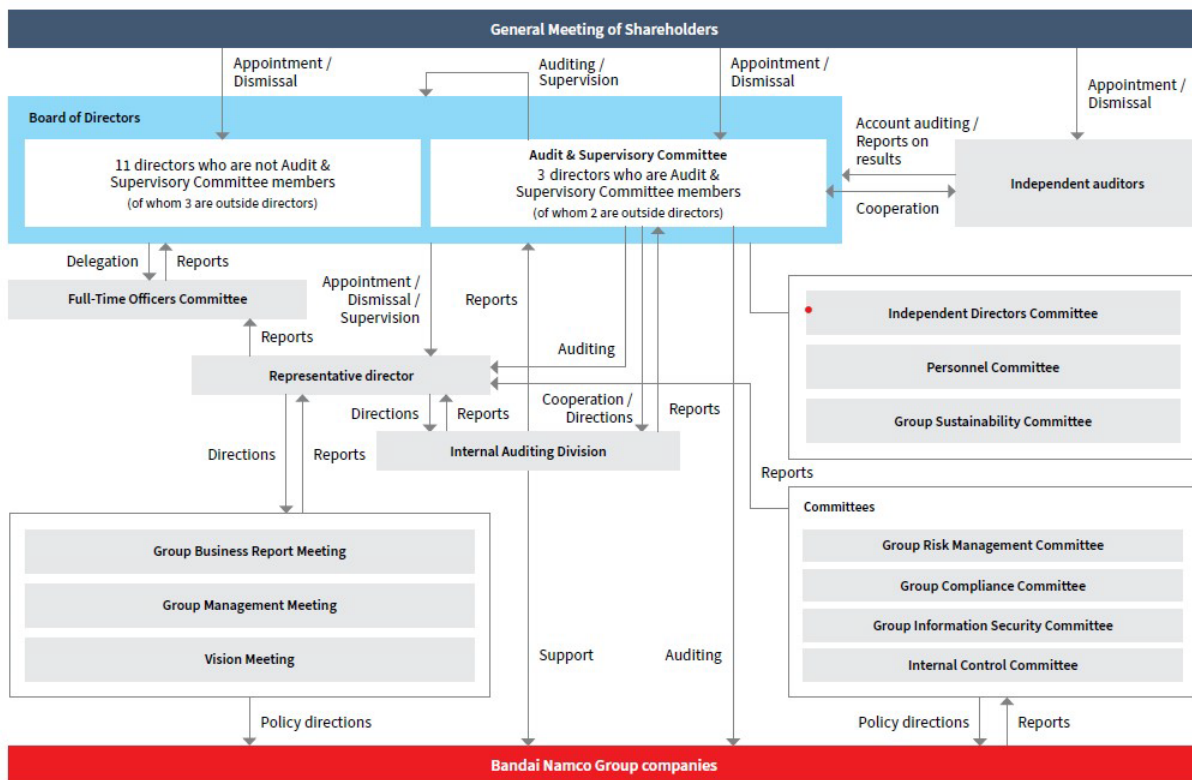 General Meeting of Shareholders
Appointment /
Dismissal
Auditing /
Supervision
Appointment /
Dismissal
Appointment /
Dismissal
Board of Directors
11 directors who are not Audit &
Supervisory Committee members
(of whom 3 are outside directors)
Audit & Supervisory Committee
3 directors who are Audit &
Supervisory Committee members
(of whom 2 are outside directors)
Account auditing /
Reports on
results
Cooperation
Independent auditors
Delegation
Reports
Full-Time Officers Committee
Appointment /
Dismissal /
Supervision
Reports
Reports
Auditing
Representative director
Directions
Reports
Cooperation /
Directions
Reports
Internal Auditing Division
Directions
Reports
Independent Directors Committee
Personnel Committee
Group Sustainability Committee
Reports
Group Business Report Meeting
Group Management Meeting
Vision Meeting
Committees
Group Risk Management Committee
Group Compliance Committee
Group Information Security Committee
Internal Control Committee
Support
Auditing
Policy directions
Policy directions
Reports
Bandai Namco Group companies